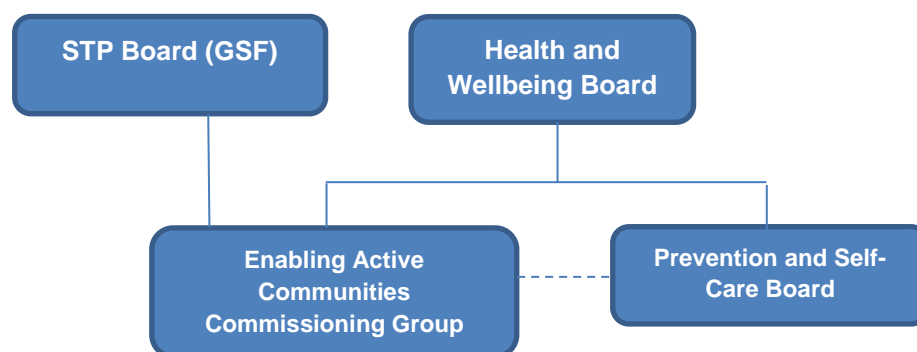 STP Board (GSF)
Health and
Wellbeing Board
Enabling Active
Communities
Commissioning Group
Prevention and Self-
Care Board